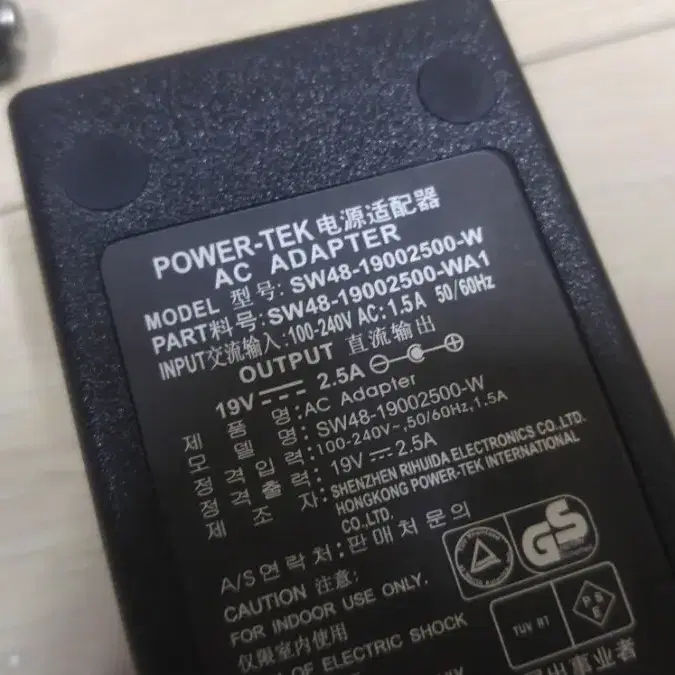 POWER-TEK 电源适配器
AC ADAPTER
MODEL 型号: SW48-19002500-W
PART料号: SW48-19002500-WA1
INPUT交流输入: 100-240V AC: 1.5A 50/60Hz
OUTPUT 直流输出
19V 2.5A
제 품 명: AC Adapter
모 델 명: SW48-19002500-W
정 격 입 력: 100-240V~,50/60Hz,1.5A
정 격 출 력: 19V 2.5A
제 조 자: SHENZHEN RIHUIDA ELECTRONICS CO.LTD.
HONGKONG POWER-TEK INTERNATIONAL
CO.,LTD.
A/S연락처:판매처문의
CAUTION 注意:
FOR INDOOR USE ONLY.
仅限室内使用
OF ELECTRIC SHOCK
GS
TUV RT
P S E
届出事業者